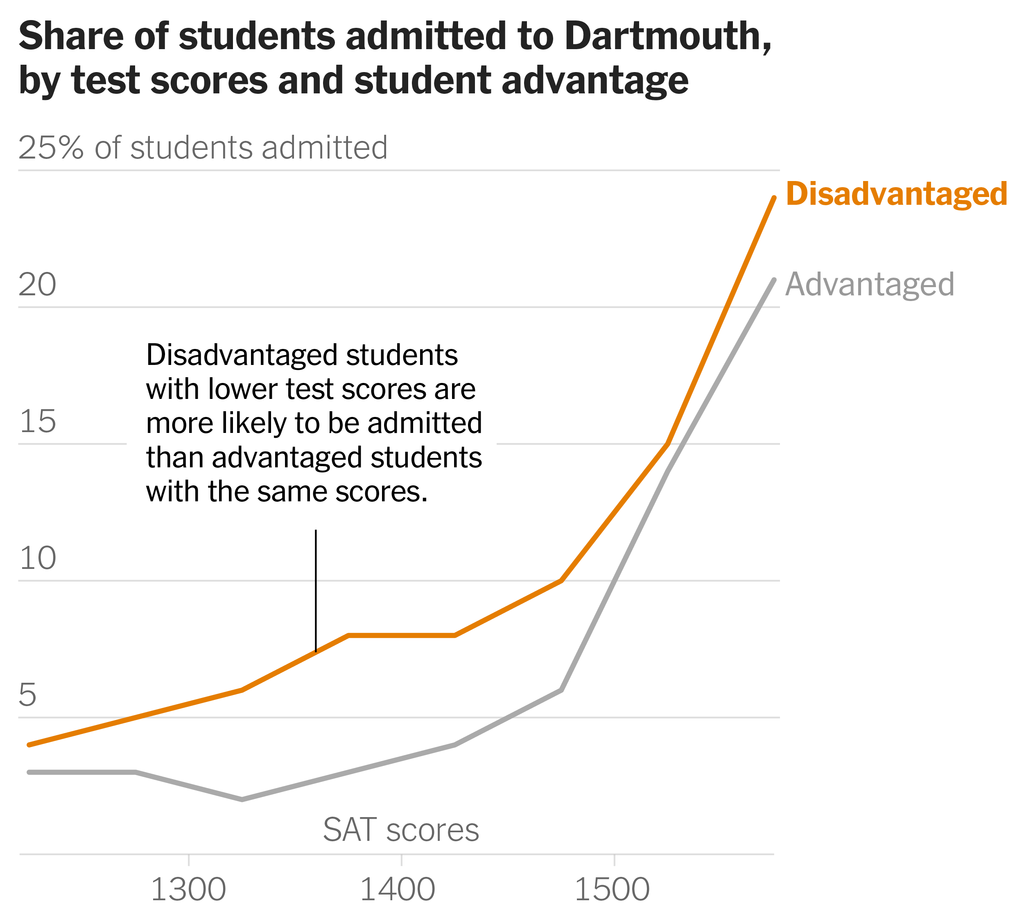 Share of students admitted to Dartmouth,
by test scores and student advantage
25% of students admitted
Disadvantaged
20
Advantaged
Disadvantaged students
with lower test scores are
more likely to be admitted
than advantaged students
with the same scores.
15
10
5
SAT scores
1300
1400
1500